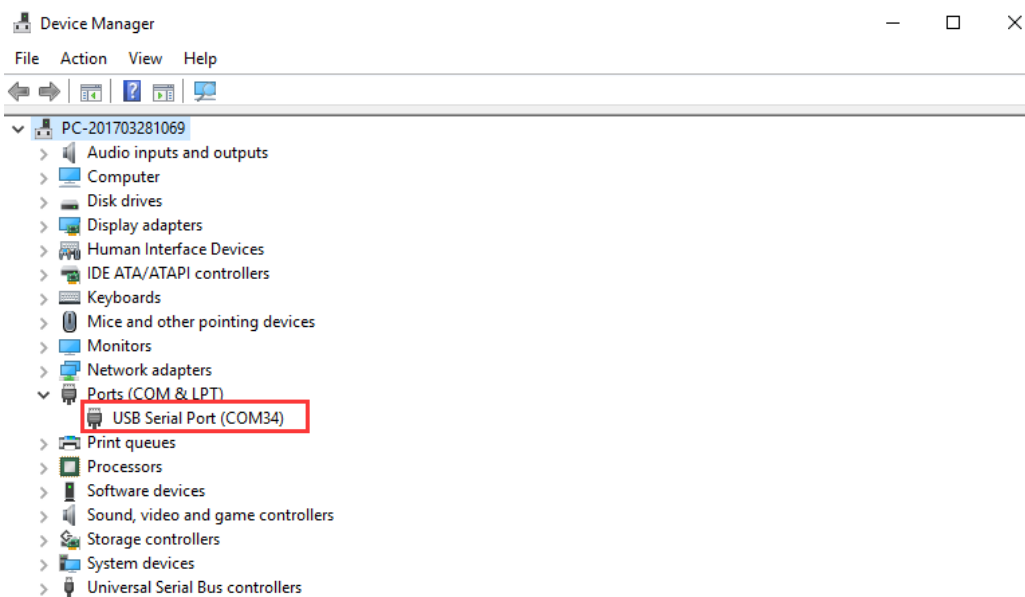 Device Manager
File Action View Help
PC-201703281069
Audio inputs and outputs
Computer
Disk drives
Display adapters
Human Interface Devices
IDE ATA/ATAPI controllers
Keyboards
Mice and other pointing devices
Monitors
Network adapters
Ports (COM & LPT)
USB Serial Port (COM34)
Print queues
Processors
Software devices
Sound, video and game controllers
Storage controllers
System devices
Universal Serial Bus controllers